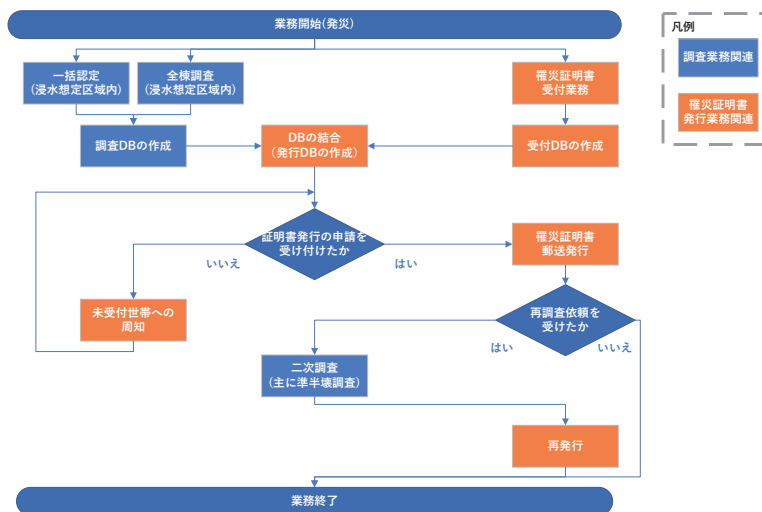 業務開始(発災)
凡例
調査業務関連
罹災証明書
発行業務関連
一括認定
(浸水想定区域内)
全棟調査
(浸水想定区域内)
罹災証明書
受付業務
調査DBの作成
DBの結合
(発行DBの作成)
受付DBの作成
証明書発行の申請を
受け付けたか
いいえ
はい
罹災証明書
郵送発行
未受付世帯への
周知
再調査依頼を
受けたか
はい
いいえ
二次調査
(主に準半壊調査)
再発行
業務終了